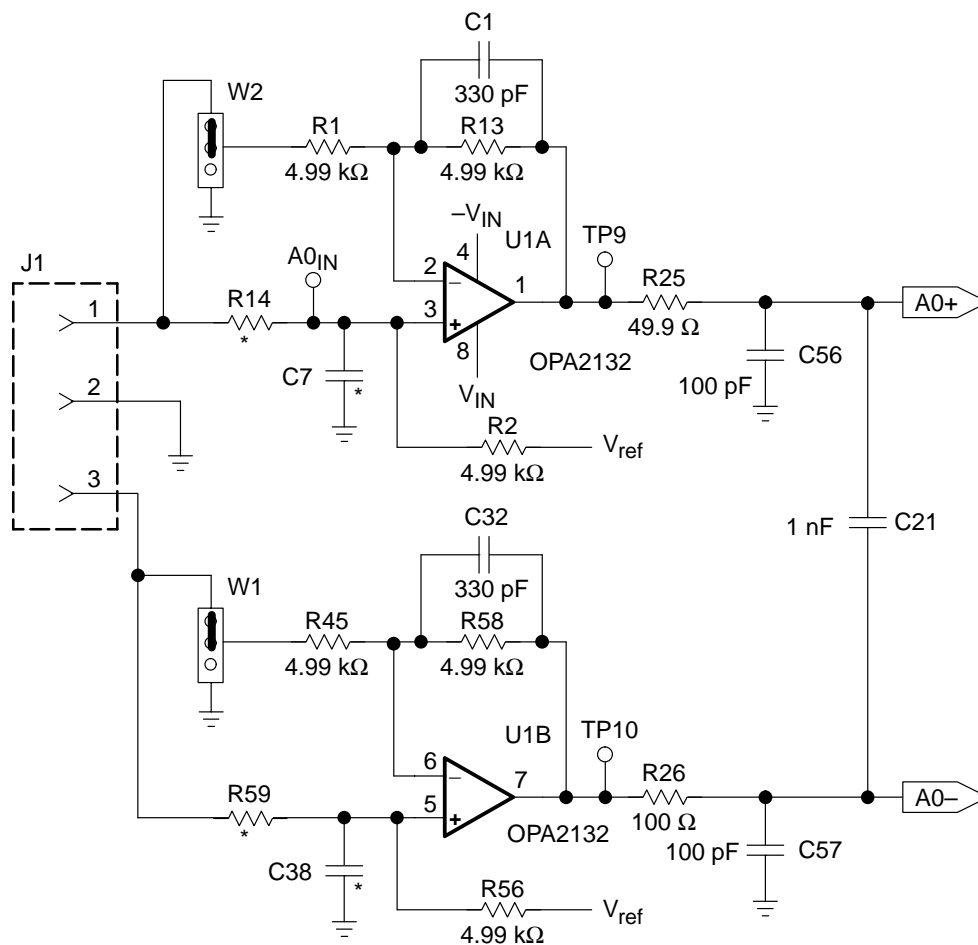 C1
330 pF
W2
R1
R13
4.99 kΩ
4.99 kΩ
–V_IN
U1A
TP9
J1
A0_IN
4
2
–
1
R25
1
R14
3
+
A0+
*
8
49.9 Ω
C7
*
OPA2132
C56
100 pF
V_IN
2
R2
V_ref
4.99 kΩ
3
C32
1 nF
C21
330 pF
W1
R45
R58
4.99 kΩ
4.99 kΩ
U1B
TP10
6
–
7
R26
R59
5
+
A0–
*
100 Ω
OPA2132
C38
*
100 pF
C57
R56
V_ref
4.99 kΩ